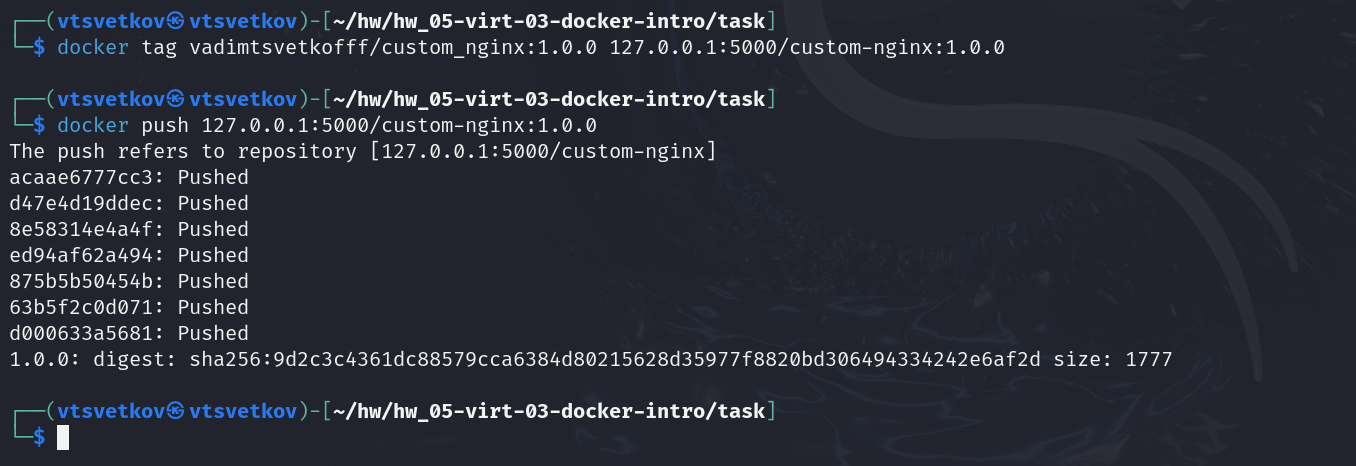 ┌──(vtsvetkov㉿vtsvetkov)-[~/hw/hw_05-virt-03-docker-intro/task]
└─$ docker tag vadimtsvetkofff/custom_nginx:1.0.0 127.0.0.1:5000/custom-nginx:1.0.0
┌──(vtsvetkov㉿vtsvetkov)-[~/hw/hw_05-virt-03-docker-intro/task]
└─$ docker push 127.0.0.1:5000/custom-nginx:1.0.0
The push refers to repository [127.0.0.1:5000/custom-nginx]
acaae6777cc3: Pushed
d47e4d19ddec: Pushed
8e58314e4a4f: Pushed
ed94af62a494: Pushed
875b5b50454b: Pushed
63b5f2c0d071: Pushed
d000633a5681: Pushed
1.0.0: digest: sha256:9d2c3c4361dc88579cca6384d80215628d35977f8820bd306494334242e6af2d size: 1777
┌──(vtsvetkov㉿vtsvetkov)-[~/hw/hw_05-virt-03-docker-intro/task]
└─$